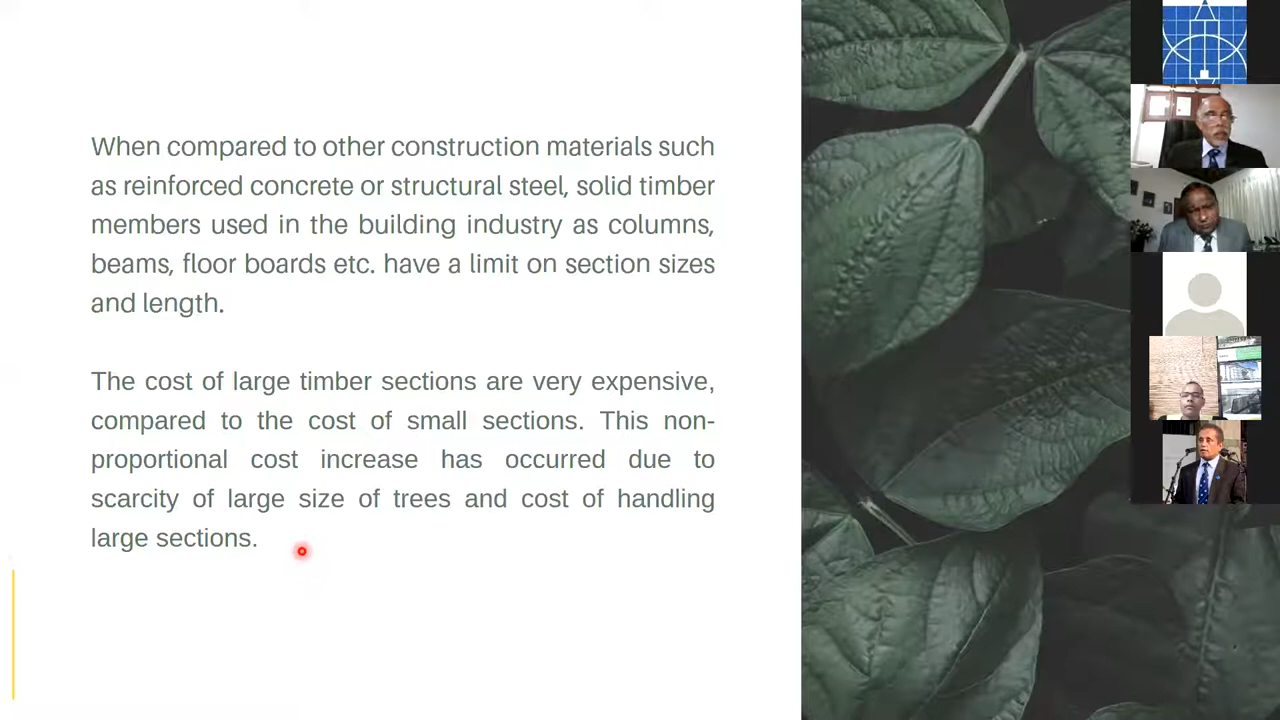 When compared to other construction materials such
as reinforced concrete or structural steel, solid timber
members used in the building industry as columns,
beams, floor boards etc. have a limit on section sizes
and length.
The cost of large timber sections are very expensive,
compared to the cost of small sections. This non-
proportional cost increase has occurred due to
scarcity of large size of trees and cost of handling
large sections.